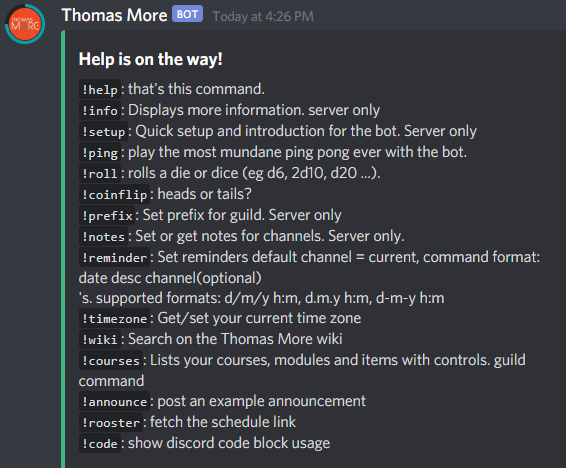 THOMAS
MORE
Thomas More BOT Today at 4:26 PM
Help is on the way!
!help: that's this command.
!info: Displays more information. server only
!setup: Quick setup and introduction for the bot. Server only
!ping: play the most mundane ping pong ever with the bot.
!roll: rolls a die or dice (eg d6, 2d10, d20 ...).
!coinflip: heads or tails?
!prefix: Set prefix for guild. Server only
!notes: Set or get notes for channels. Server only.
!reminder: Set reminders default channel = current, command format:
date desc channel(optional)
's. supported formats: d/m/y h:m, d.m.y h:m, d-m-y h:m
!timezone: Get/set your current time zone
!wiki: Search on the Thomas More wiki
!courses: Lists your courses, modules and items with controls. guild
command
!announce: post an example announcement
!rooster: fetch the schedule link
!code: show discord code block usage